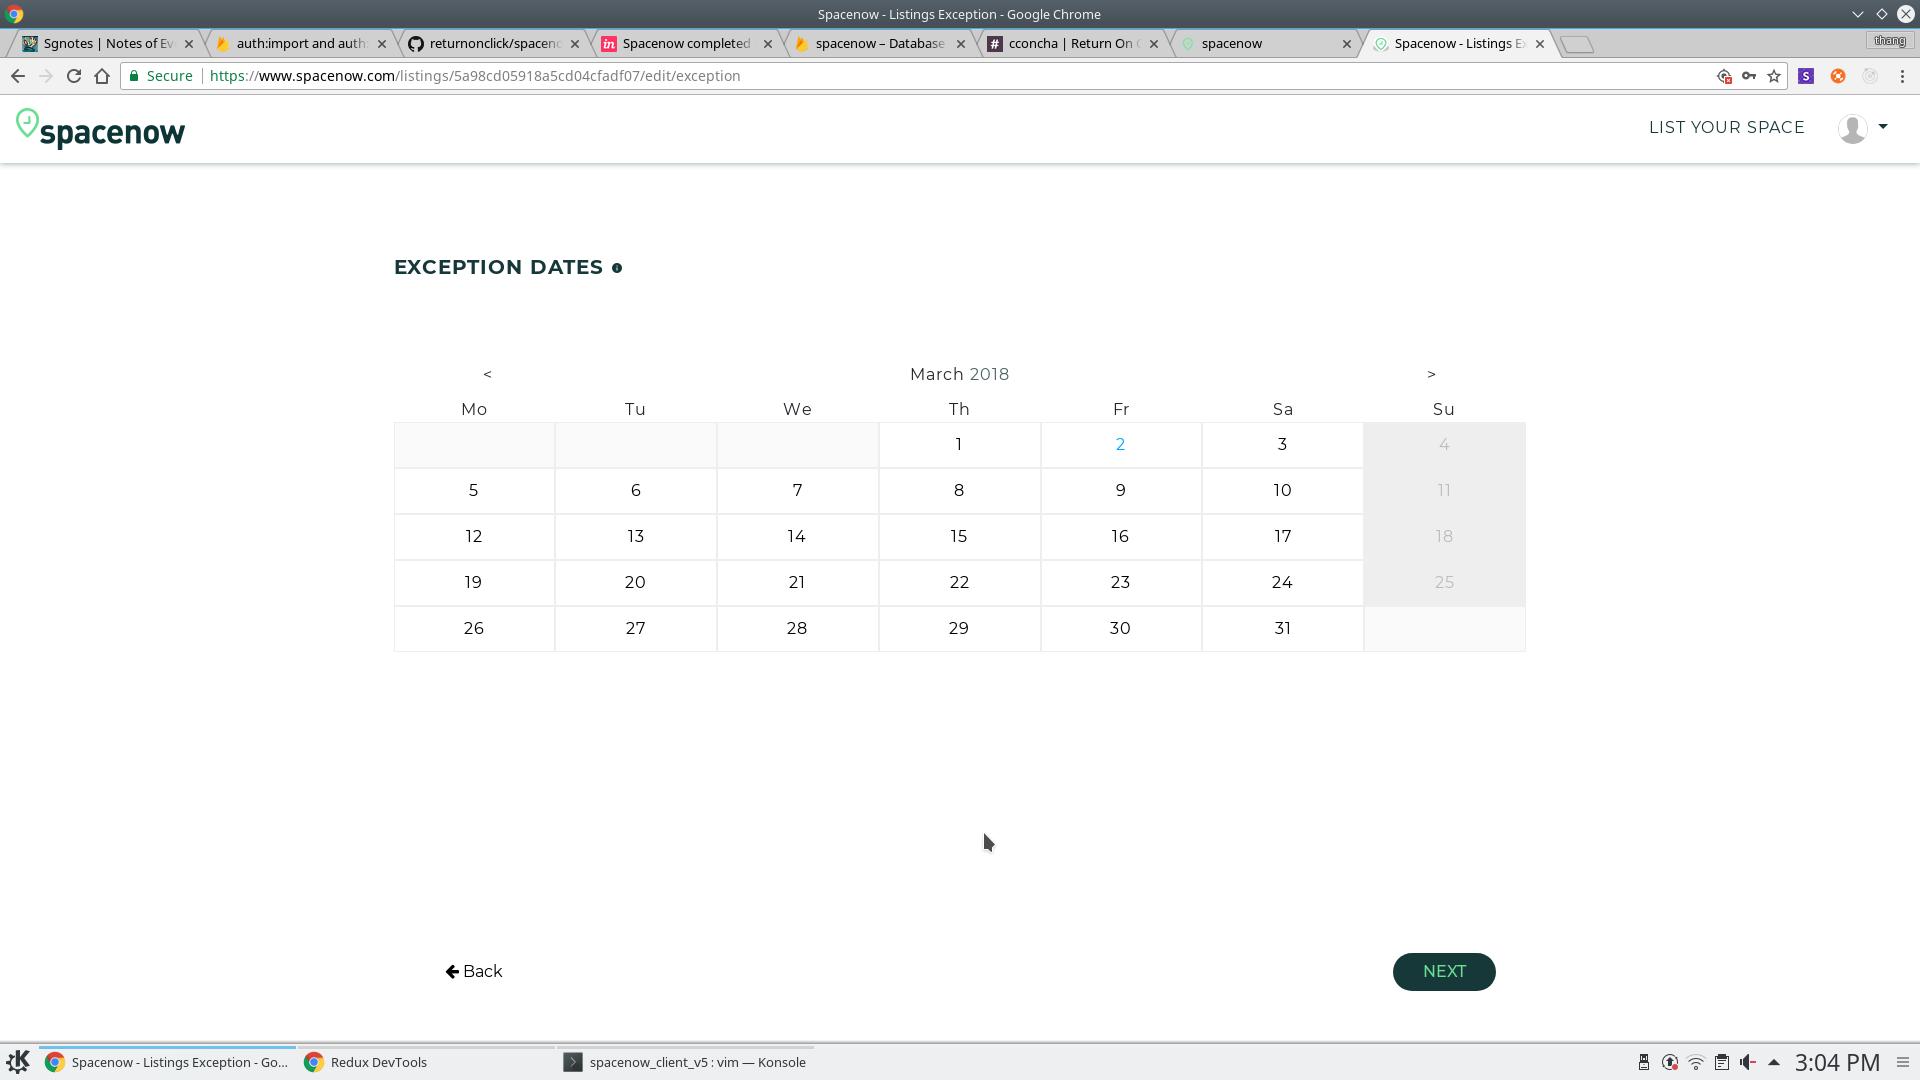 Spacenow - Listings Exception - Google Chrome
Sgnotes | Notes of Ev
auth:import and auth:
returnonclick/spacen
Spacenow completed
spacenow – Database
cconcha | Return On
spacenow
Spacenow - Listings Ex
thang
Secure
https://www.spacenow.com/listings/5a98cd05918a5cd04cfadf07/edit/exception
S
spacenow
LIST YOUR SPACE
EXCEPTION DATES
< March 2018 >
Mo Tu We Th Fr Sa Su
1 2 3 4
5 6 7 8 9 10 11
12 13 14 15 16 17 18
19 20 21 22 23 24 25
26 27 28 29 30 31
Back
NEXT
Spacenow - Listings Exception - Go...
Redux DevTools
spacenow_client_v5 : vim — Konsole
3:04 PM